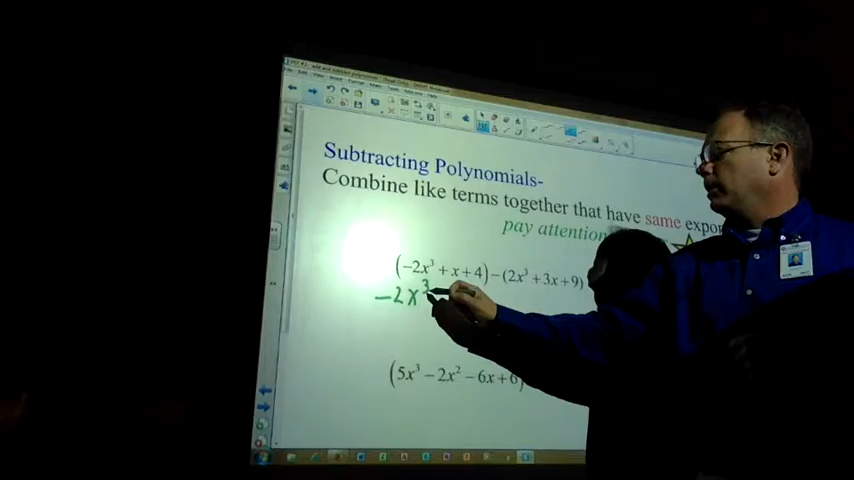 Subtracting Polynomials-
Combine like terms together that have same expo
pay attention
(-2x³ + x + 4) - (2x³ + 3x + 9)
-2x³
(5x³ - 2x² - 6x + 6)